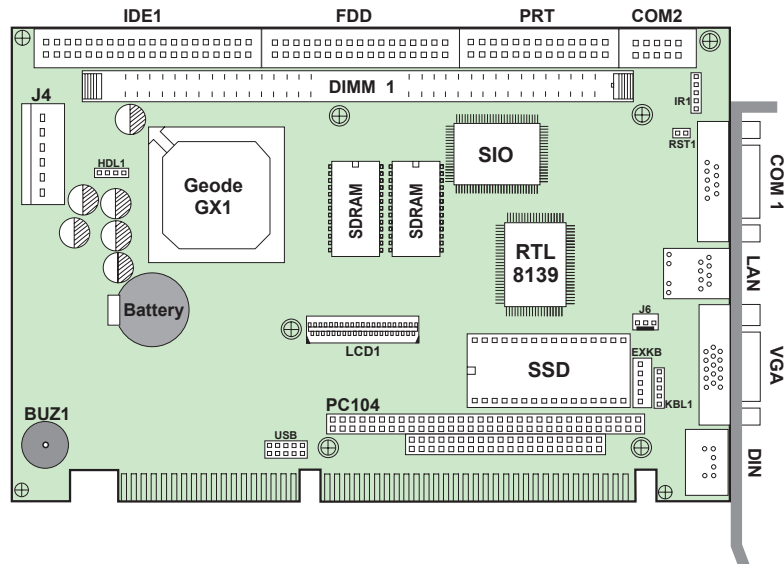 IDE1
FDD
PRT
COM2
DIMM 1
J4
IR1
RST1
HDL1
SIO
Geode
GX1
SDRAM
SDRAM
COM 1
RTL
8139
LAN
Battery
J6
LCD1
EXKB
SSD
VGA
KBL1
PC104
BUZ1
USB
DIN